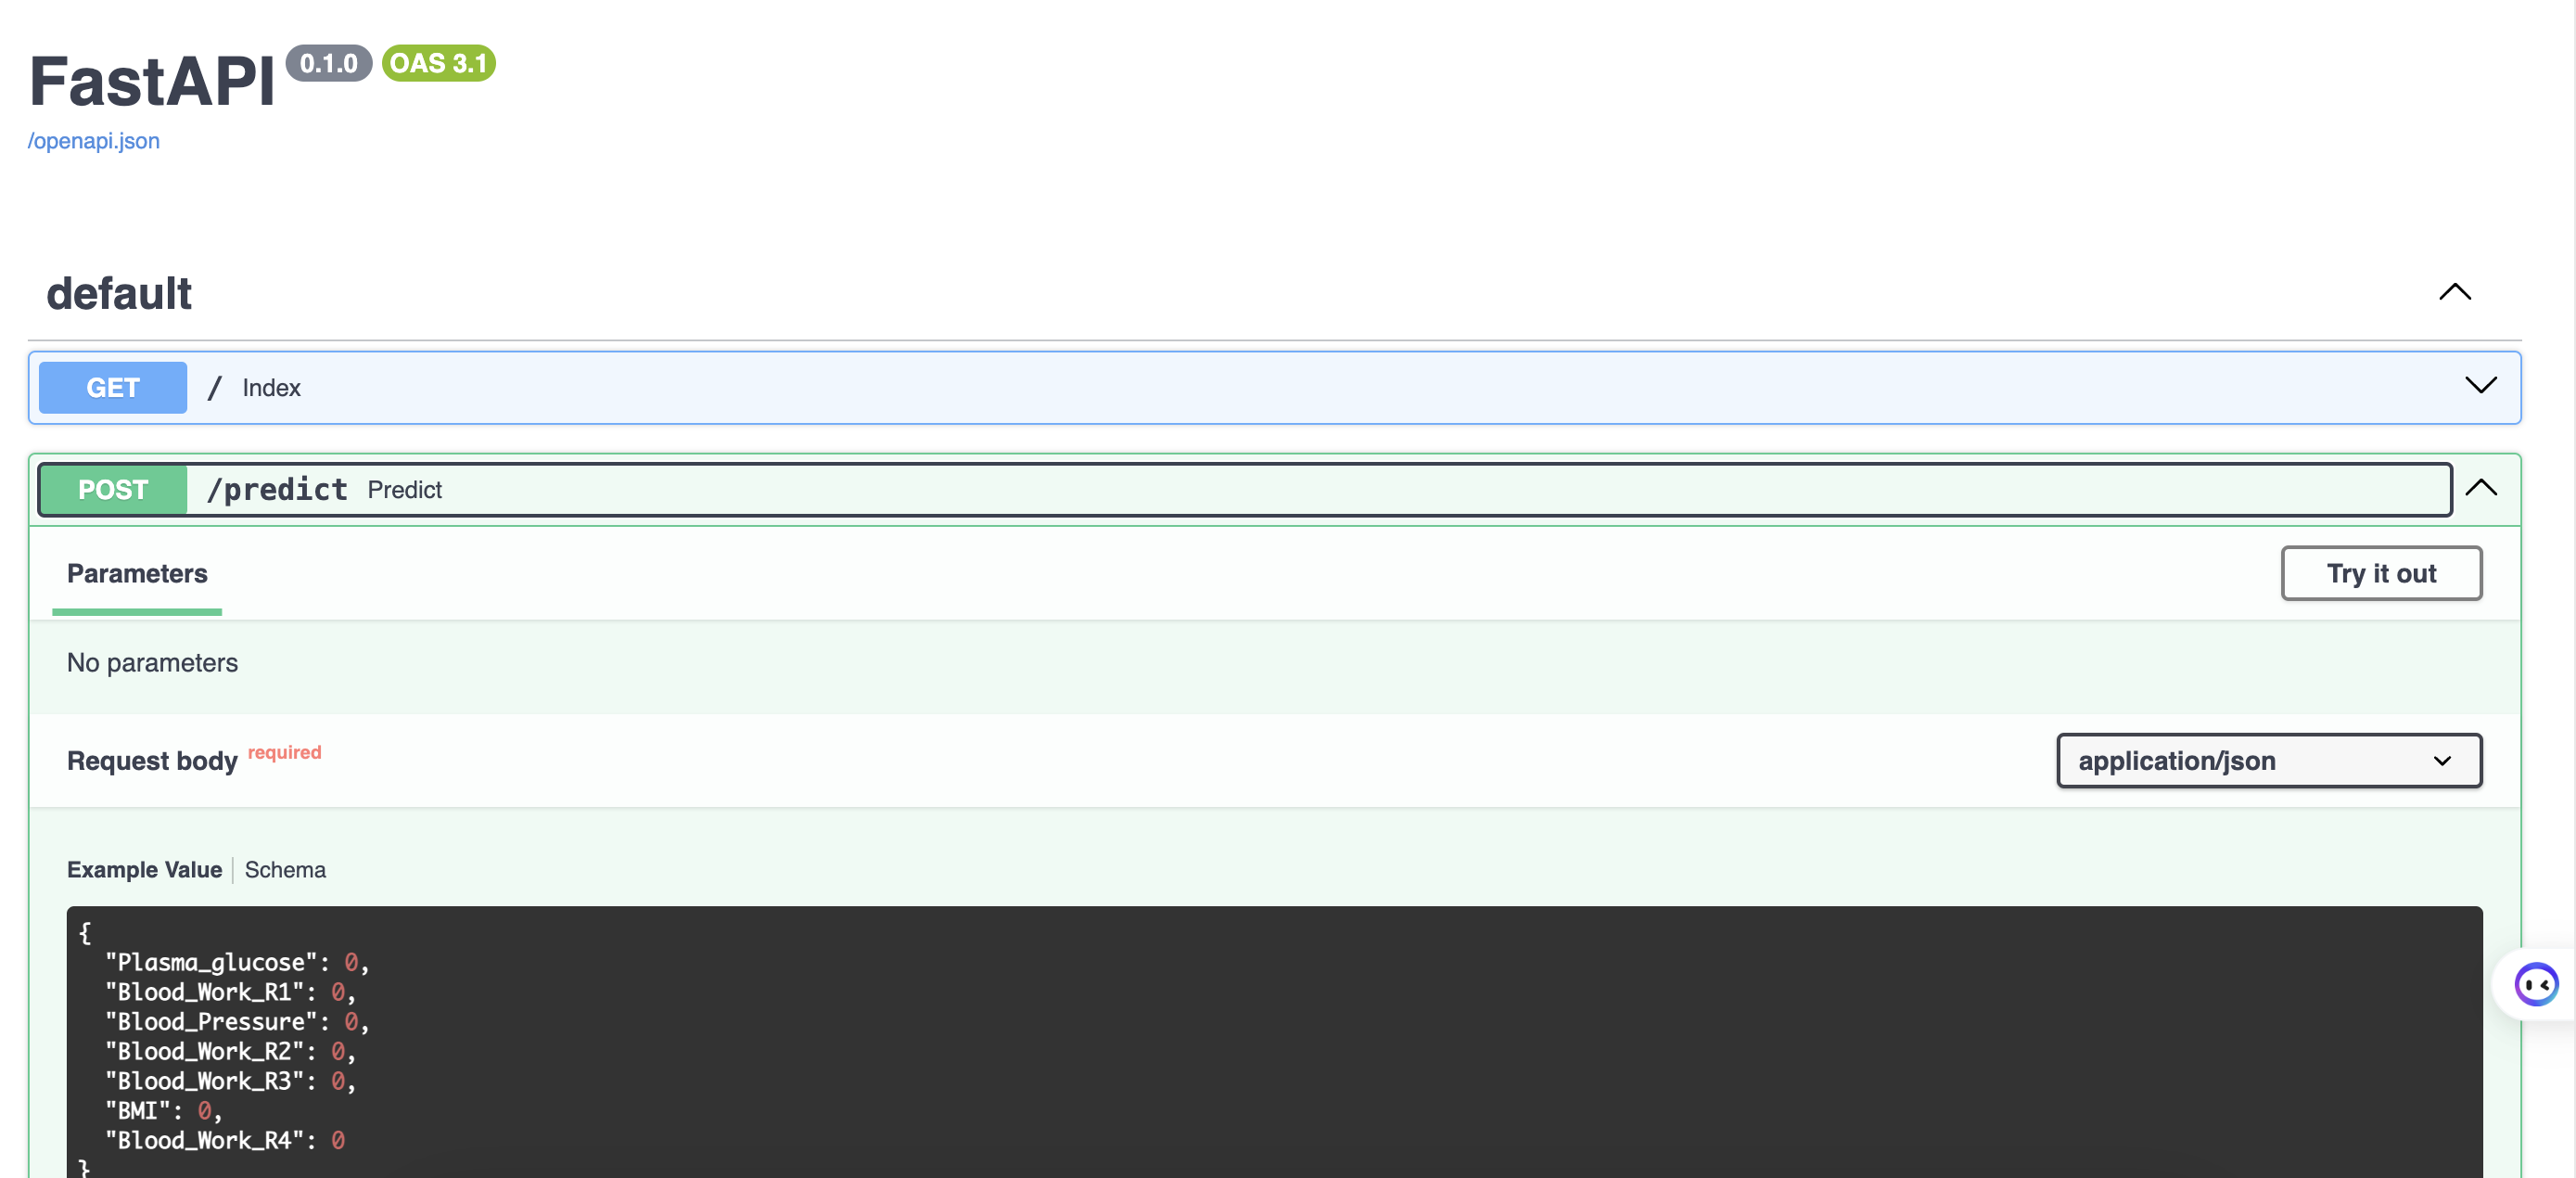 FastAPI 0.1.0 OAS 3.1
/openapi.json
default
GET / Index
POST /predict Predict
Parameters
Try it out
No parameters
Request body required
application/json
Example Value | Schema
{
"Plasma_glucose": 0,
"Blood_Work_R1": 0,
"Blood_Pressure": 0,
"Blood_Work_R2": 0,
"Blood_Work_R3": 0,
"BMI": 0,
"Blood_Work_R4": 0
}